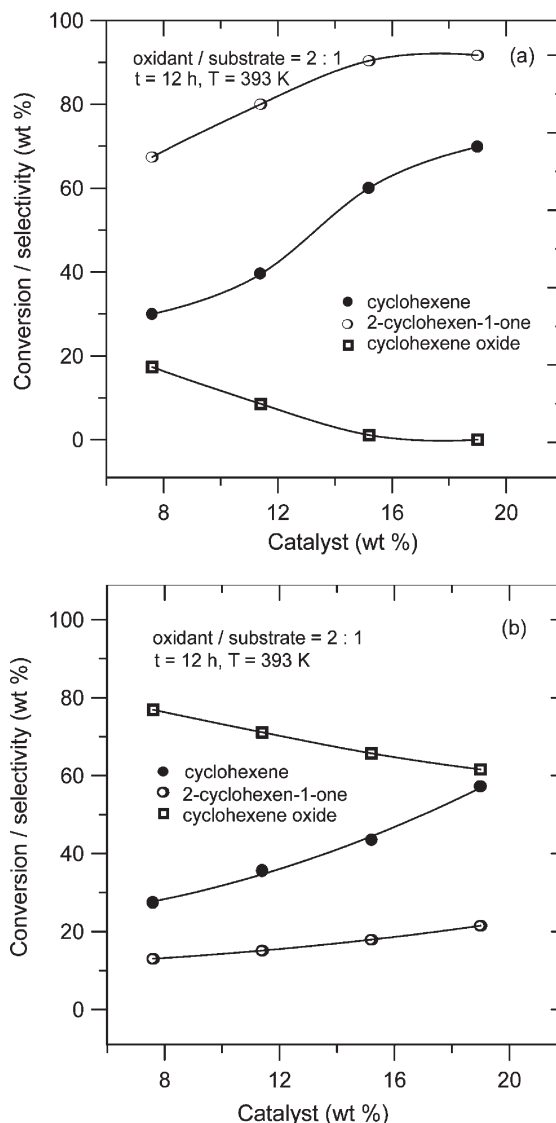 100
80
60
40
20
0
Conversion / selectivity (wt %)
oxidant / substrate = 2 : 1
t = 12 h, T = 393 K
(a)
cyclohexene
2-cyclohexen-1-one
cyclohexene oxide
8 12 16 20
Catalyst (wt %)
100
80
60
40
20
0
Conversion / selectivity (wt %)
oxidant / substrate = 2 : 1
t = 12 h, T = 393 K
(b)
cyclohexene
2-cyclohexen-1-one
cyclohexene oxide
8 12 16 20
Catalyst (wt %)